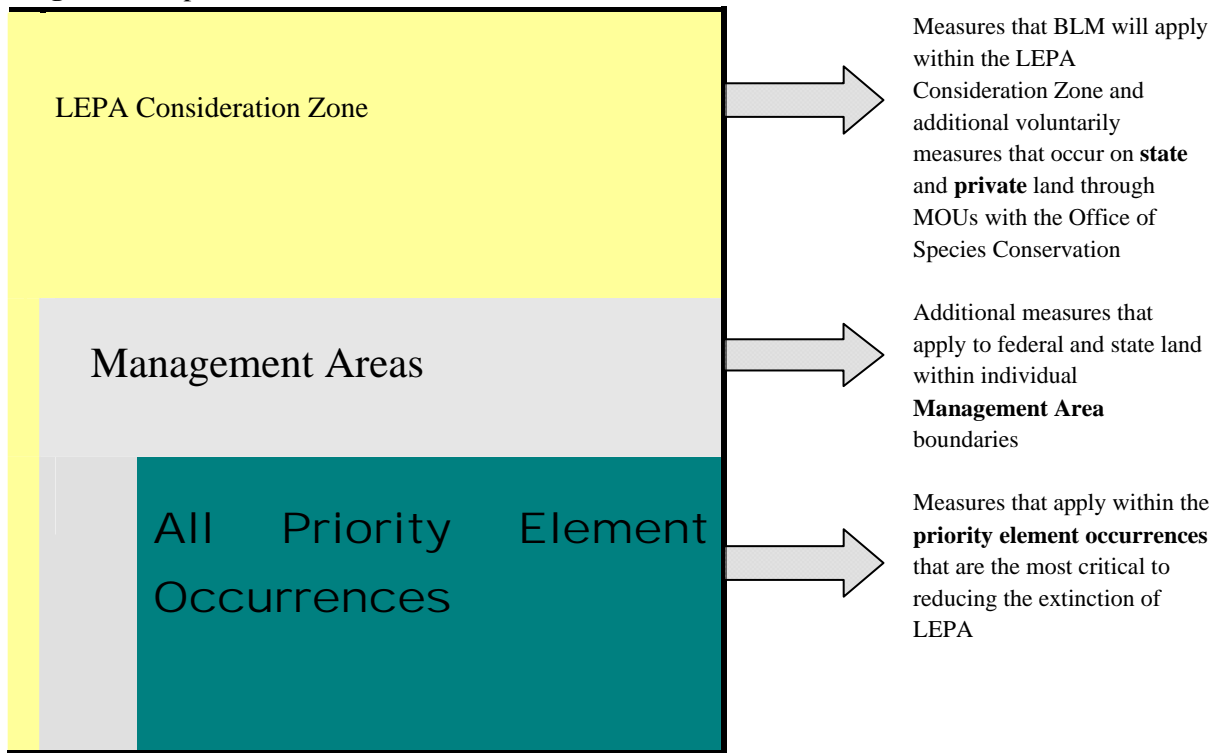 LEPA Consideration Zone
Measures that BLM will apply
within the LEPA
Consideration Zone and
additional voluntarily
measures that occur on state
and private land through
MOUs with the Office of
Species Conservation
Management Areas
Additional measures that
apply to federal and state land
within individual
Management Area
boundaries
All Priority Element
Occurrences
Measures that apply within the
priority element occurrences
that are the most critical to
reducing the extinction of
LEPA